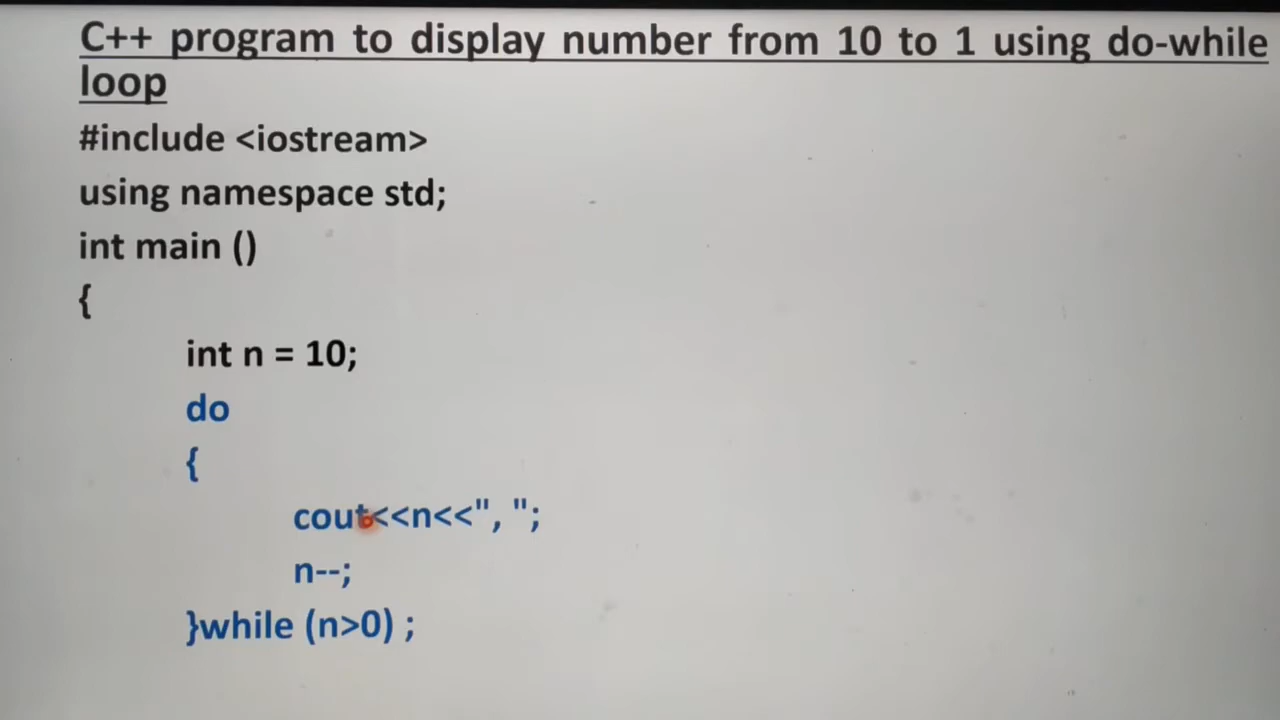 C++ program to display number from 10 to 1 using do-while
loop
#include <iostream>
using namespace std;
int main ()
{
int n = 10;
do
{
cout<<n<<", ";
n--;
}while (n>0) ;